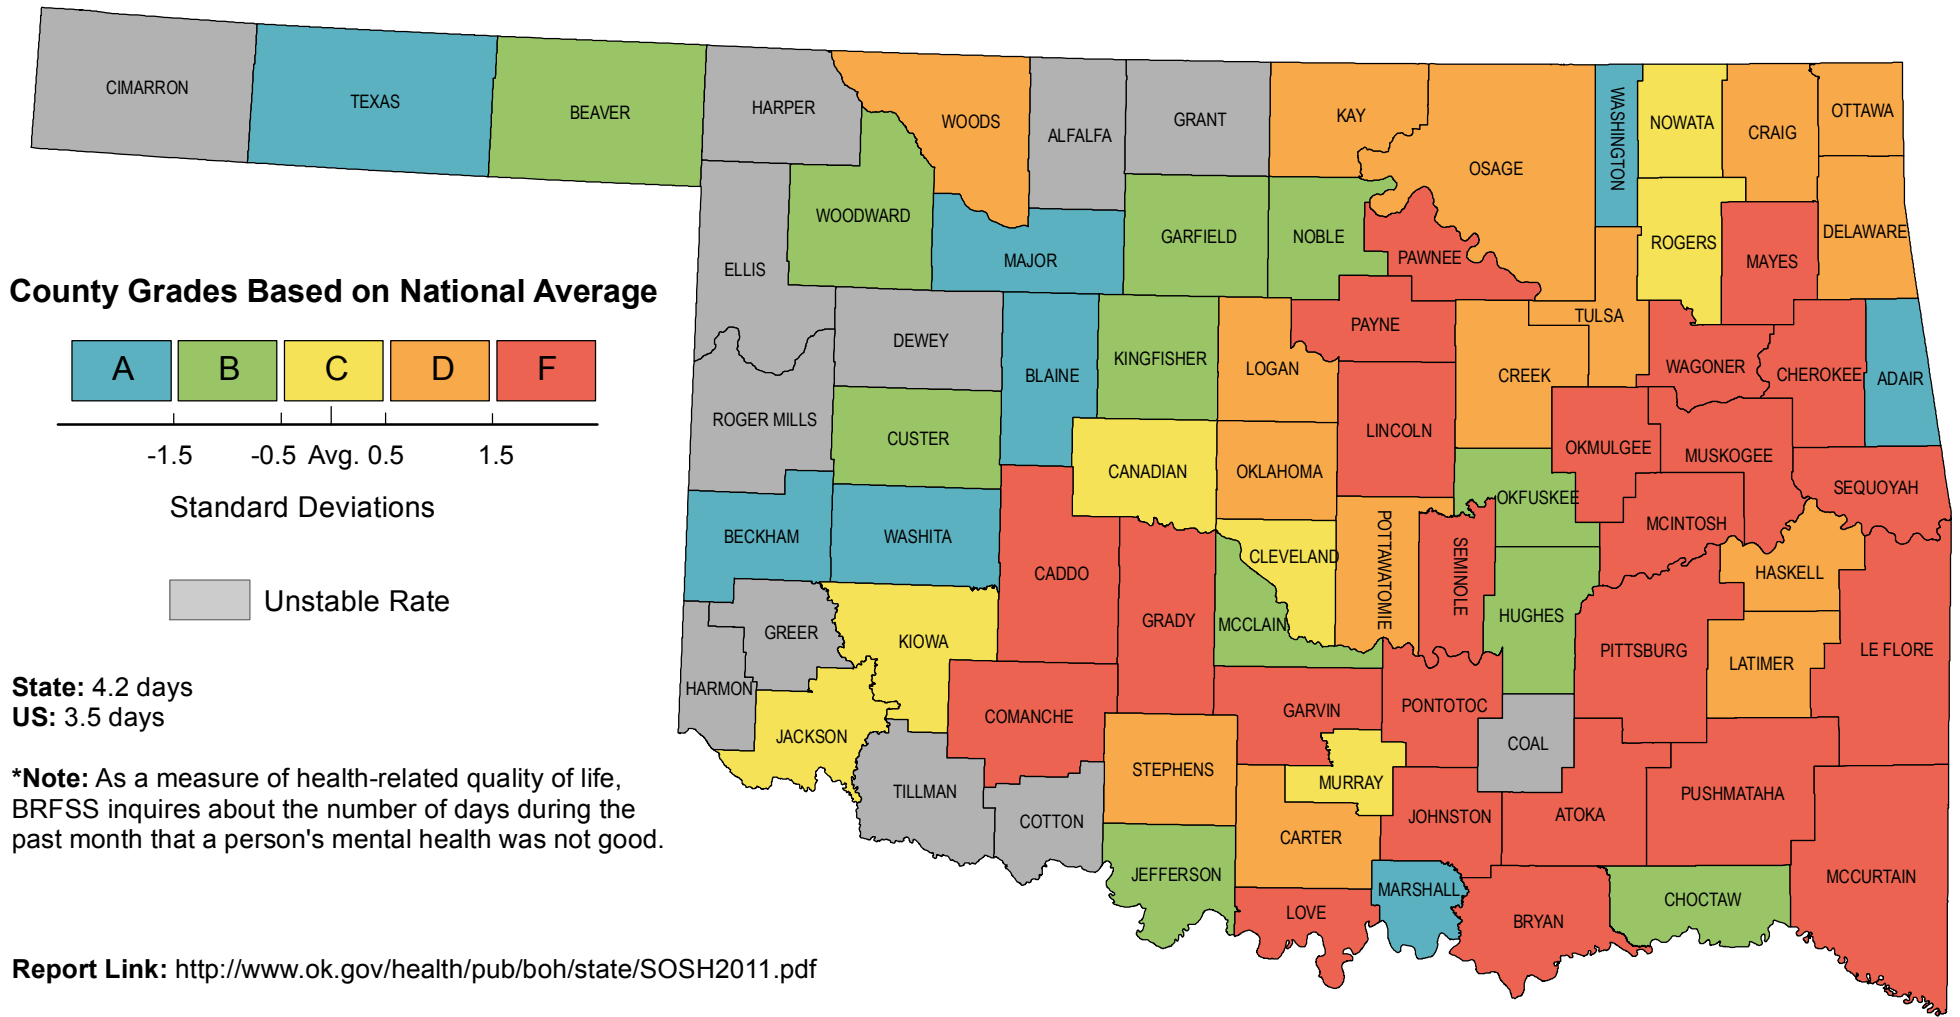 CIMARRON
TEXAS
BEAVER
HARPER
WOODS
ALFALFA
GRANT
KAY
OSAGE
WASHINGTON
NOWATA
CRAIG
OTTAWA
WOODWARD
ELLIS
MAJOR
GARFIELD
NOBLE
PAWNEE
ROGERS
MAYES
DELAWARE
County Grades Based on National Average
A
B
C
D
F
-1.5
-0.5
Avg.
0.5
1.5
Standard Deviations
Unstable Rate
DEWEY
BLAINE
KINGFISHER
LOGAN
PAYNE
CREEK
TULSA
WAGONER
CHEROKEE
ADAIR
ROGER MILLS
CUSTER
CANADIAN
OKLAHOMA
LINCOLN
OKMULGEE
MUSKOGEE
SEQUOYAH
OKFUSKEE
MCINTOSH
BECKHAM
WASHITA
CADDO
GRADY
CLEVELAND
MCCLAIN
POTTAWATOMIE
SEMINOLE
HUGHES
HASKELL
PITTSBURG
LATIMER
LE FLORE
GREER
KIOWA
HARMON
JACKSON
COMANCHE
TILLMAN
COTTON
STEPHENS
GARVIN
PONTOTOC
COAL
MURRAY
CARTER
JOHNSTON
ATOKA
PUSHMATAHA
JEFFERSON
LOVE
MARSHALL
BRYAN
CHOCTAW
MCCURTAIN
State: 4.2 days
US: 3.5 days
*Note: As a measure of health-related quality of life,
BRFSS inquires about the number of days during the
past month that a person's mental health was not good.
Report Link: http://www.ok.gov/health/pub/boh/state/SOSH2011.pdf